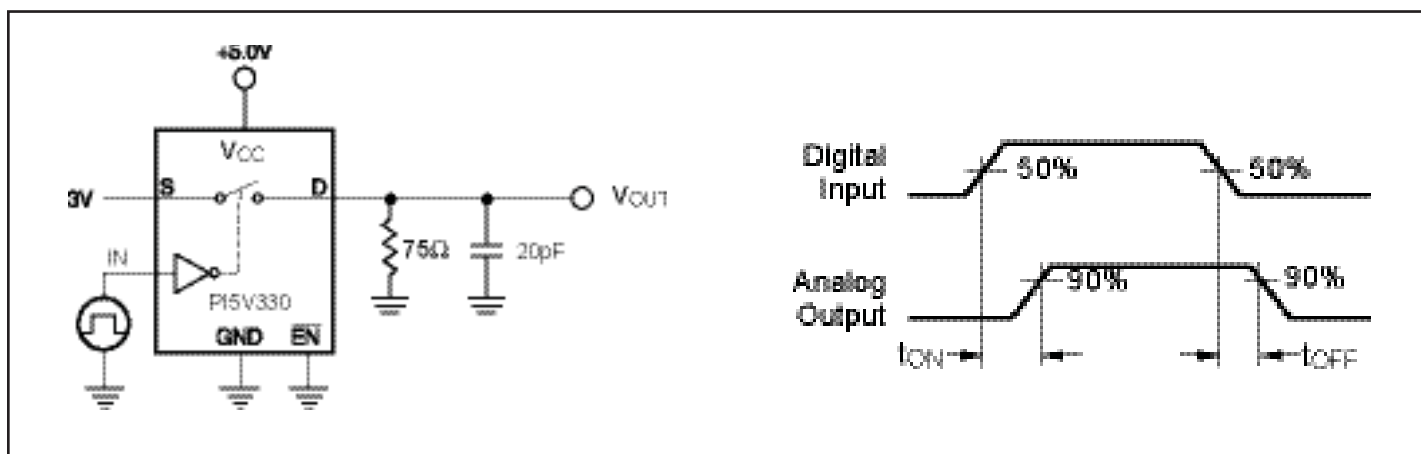 +5.0V
VCC
S
D
3V
VOUT
75Ω
20pF
IN
PI5V330
GND
EN
Digital
Input
50%
50%
Analog
Output
90%
90%
tON
tOFF